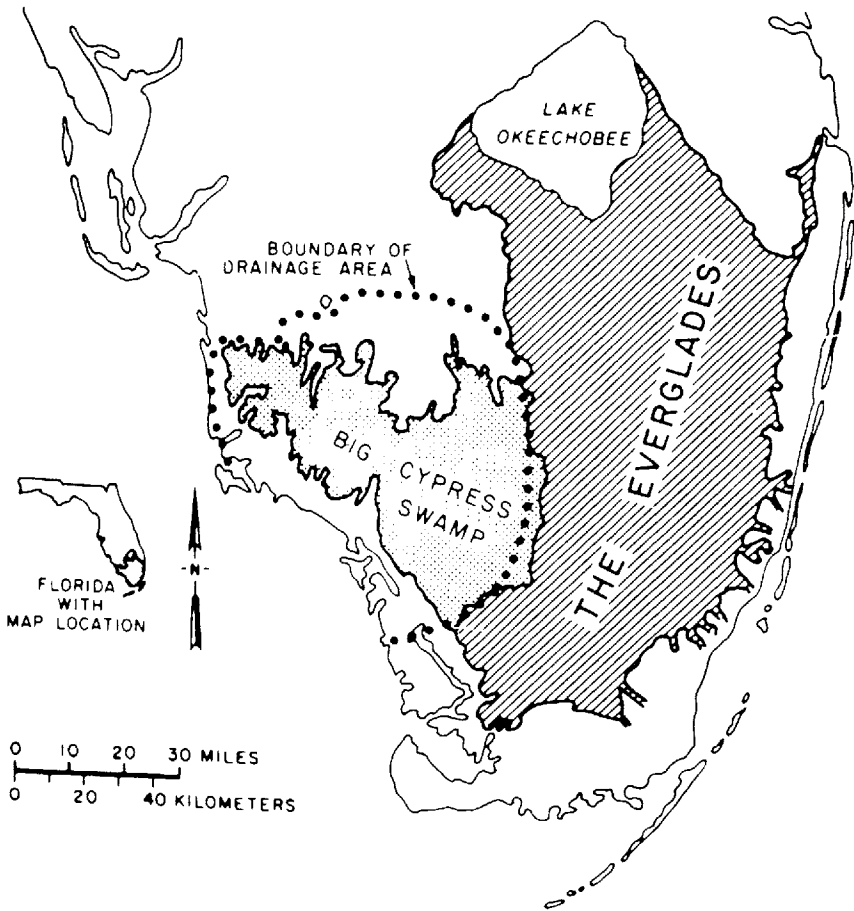 LAKE
OKEECHOBEE
BOUNDARY OF
DRAINAGE AREA
THE EVERGLADES
BIG CYPRESS
SWAMP
FLORIDA
WITH
MAP LOCATION
-N-
0 10 20 30 MILES
0 20 40 KILOMETERS